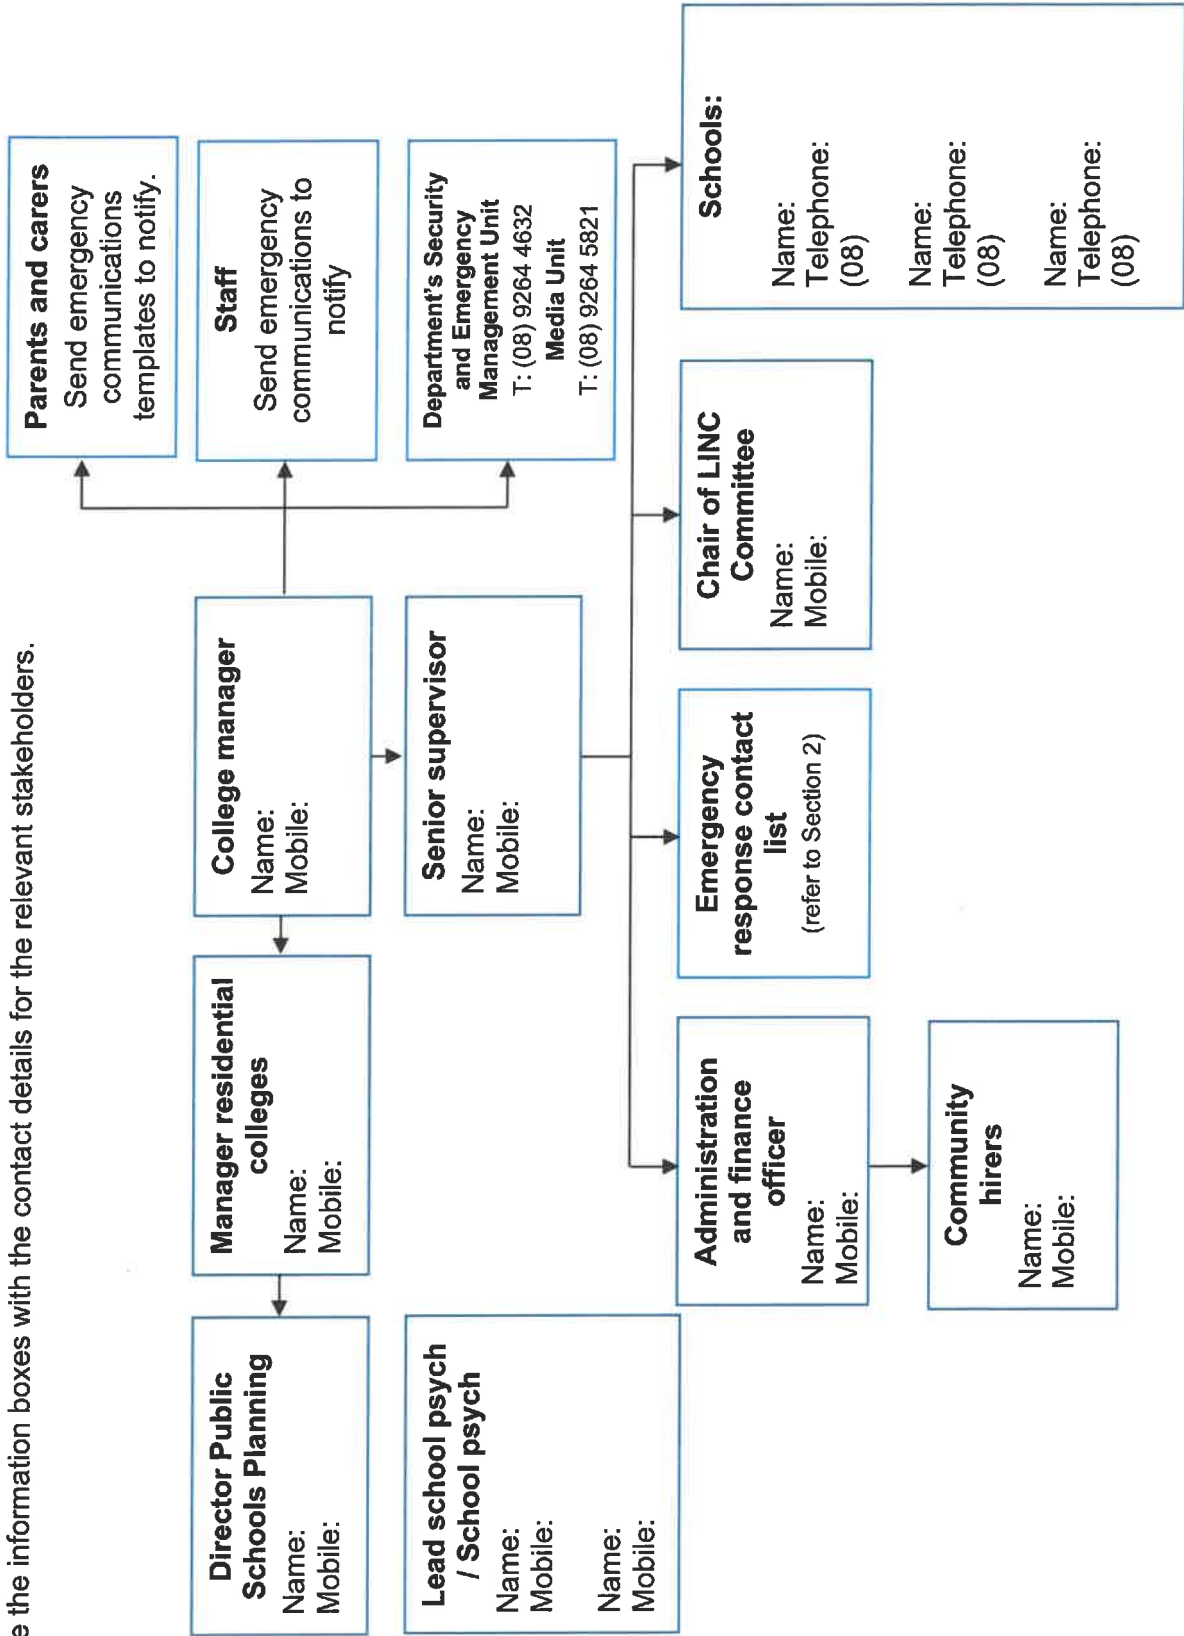 e the information boxes with the contact details for the relevant stakeholders.
Director Public
Schools Planning
Name:
Mobile:
Manager residential
colleges
Name:
Mobile:
College manager
Name:
Mobile:
Parents and carers
Send emergency
communications
templates to notify.
Staff
Send emergency
communications to
notify
Department's Security
and Emergency
Management Unit
T: (08) 9264 4632
Media Unit
T: (08) 9264 5821
Lead school psych
/ School psych
Name:
Mobile:
Name:
Mobile:
Senior supervisor
Name:
Mobile:
Administration
and finance
officer
Name:
Mobile:
Emergency
response contact
list
(refer to Section 2)
Chair of LINC
Committee
Name:
Mobile:
Schools:
Name:
Telephone:
(08)
Name:
Telephone:
(08)
Name:
Telephone:
(08)
Community
hirers
Name:
Mobile: